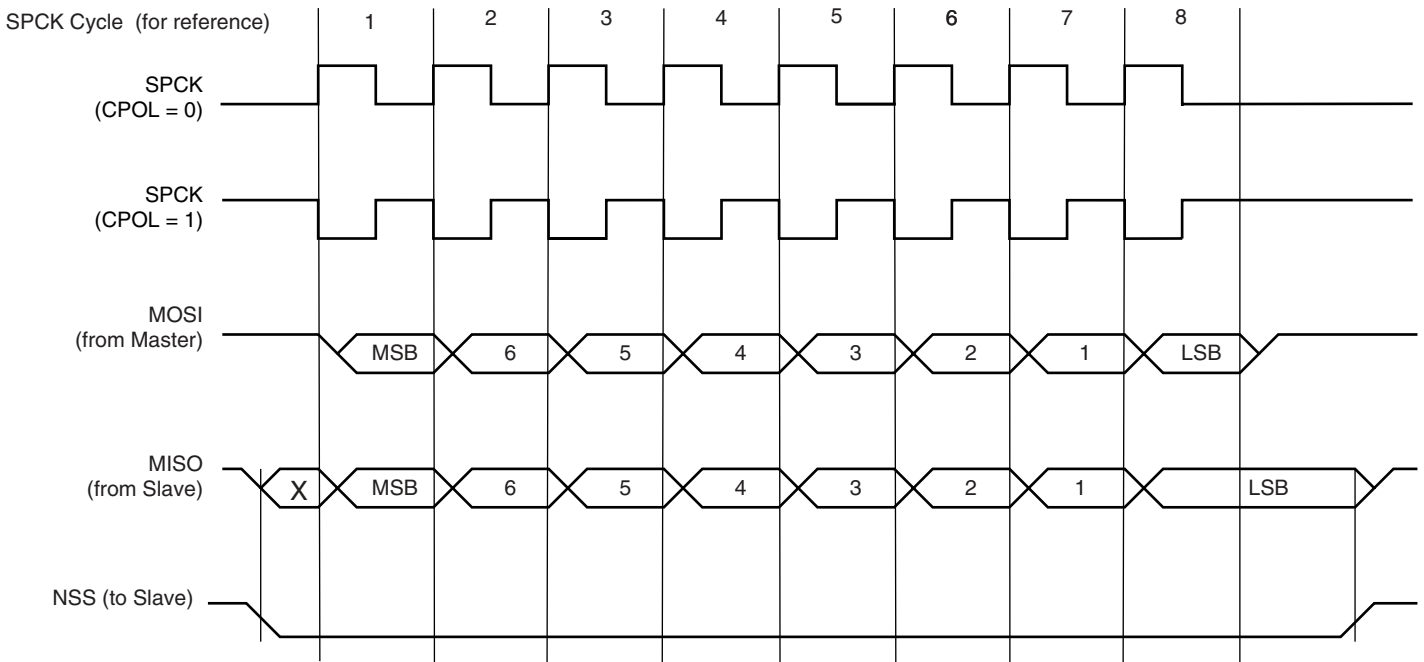 SPCK Cycle (for reference) 1 2 3 4 5 6 7 8
SPCK
(CPOL = 0)
SPCK
(CPOL = 1)
MOSI
(from Master)
MSB 6 5 4 3 2 1 LSB
MISO
(from Slave)
X MSB 6 5 4 3 2 1 LSB
NSS (to Slave)